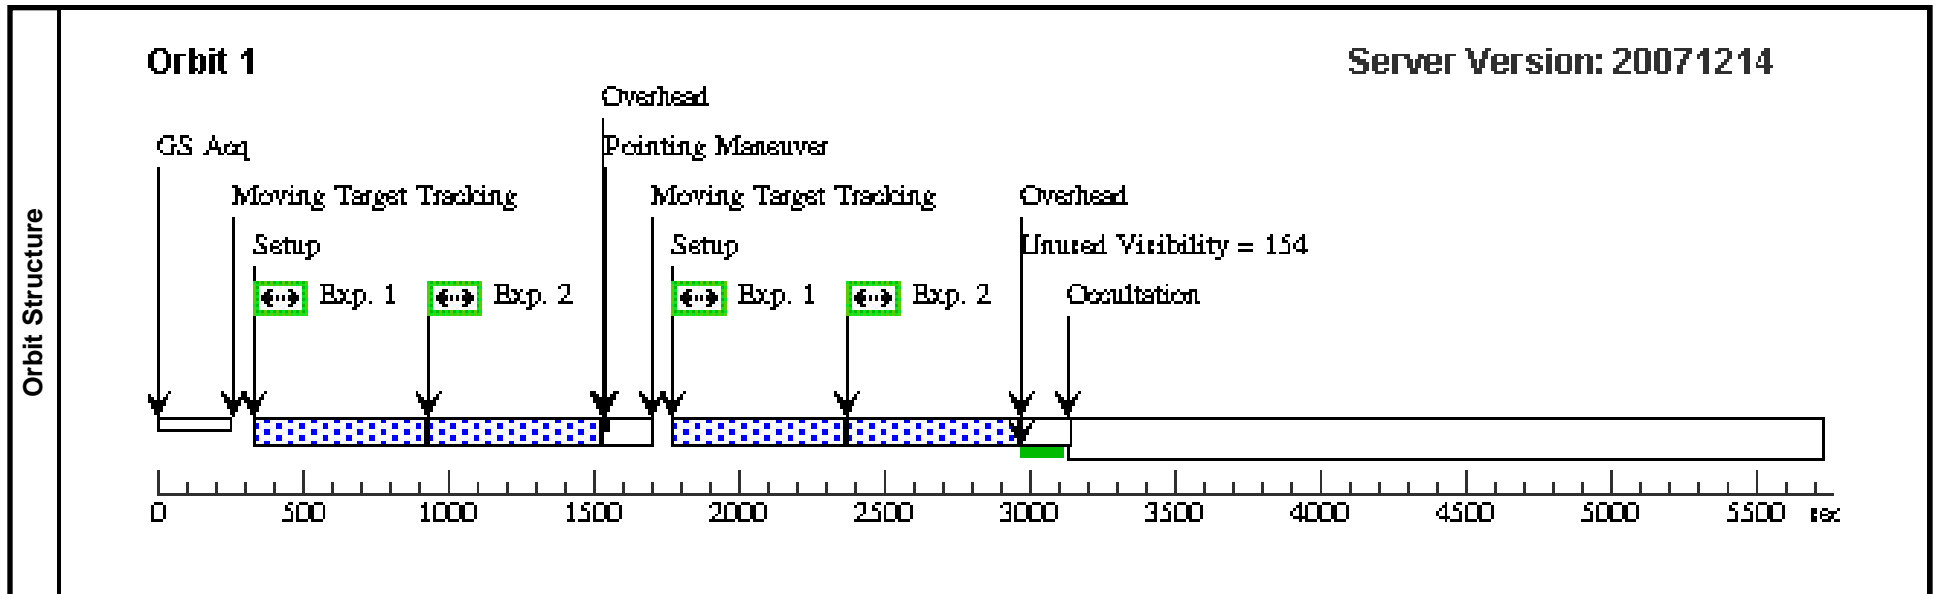 Orbit 1
Server Version: 20071214
Overhead
GS Acq
Pointing Maneuver
Moving Target Tracking
Moving Target Tracking
Overhead
Setup
Setup
Unused Visibility = 154
Exp. 1
Exp. 2
Exp. 1
Exp. 2
Occultation
Orbit Structure
0 500 1000 1500 2000 2500 3000 3500 4000 4500 5000 5500 sec